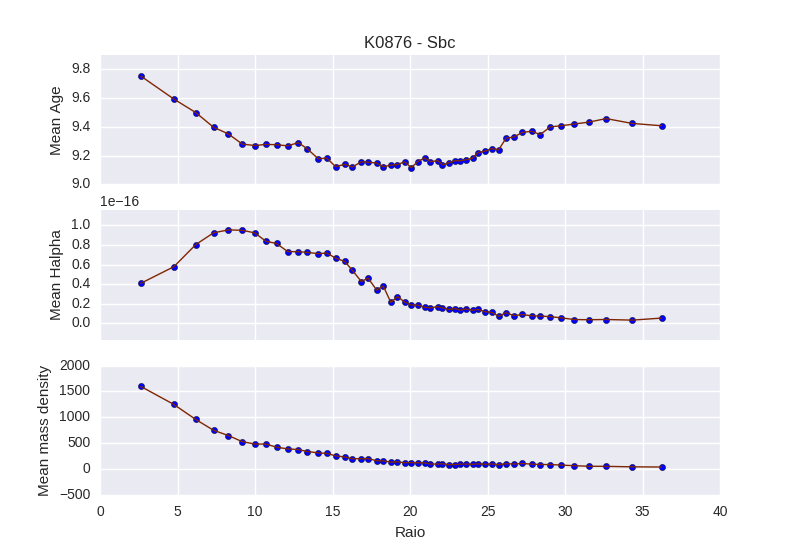 K0876 - Sbc
9.8
9.6
9.4
9.2
9.0
Mean Age
1e−16
1.0
0.8
0.6
0.4
0.2
0.0
Mean Halpha
2000
1500
1000
500
0
−500
Mean mass density
0 5 10 15 20 25 30 35 40
Raio